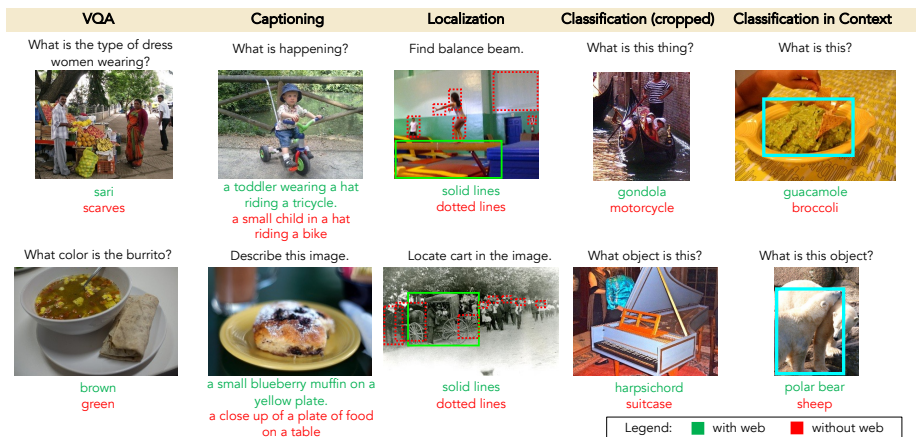 VQA
Captioning
Localization
Classification (cropped)
Classification in Context
What is the type of dress
women wearing?
What is happening?
Find balance beam.
What is this thing?
What is this?
sari
scarves
a toddler wearing a hat
riding a tricycle.
a small child in a hat
riding a bike
solid lines
dotted lines
gondola
motorcycle
guacamole
broccoli
What color is the burrito?
Describe this image.
Locate cart in the image.
What object is this?
What is this object?
brown
green
a small blueberry muffin on a
yellow plate.
a close up of a plate of food
on a table
solid lines
dotted lines
harpsichord
suitcase
polar bear
sheep
Legend: with web without web